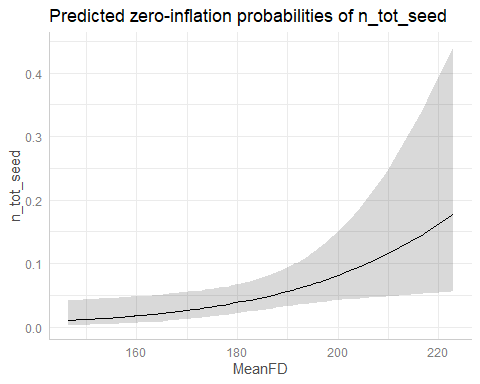 Predicted zero-inflation probabilities of n_tot_seed
0.4
0.3
0.2
0.1
0.0
n_tot_seed
160 180 200 220
MeanFD